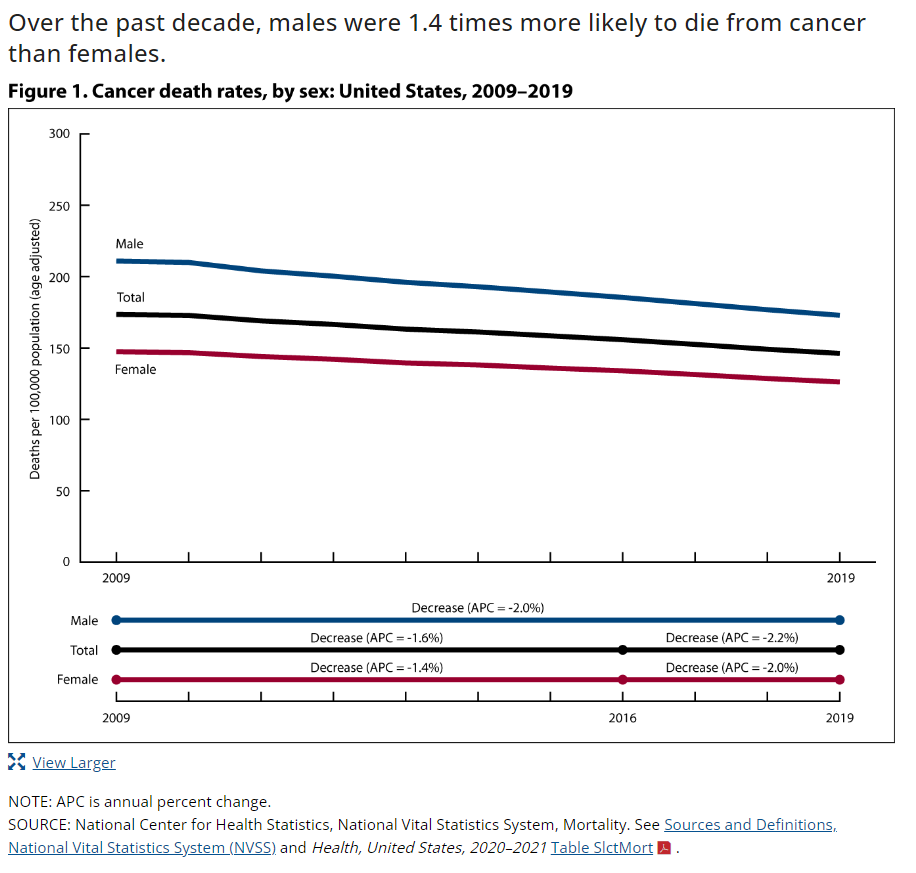 Over the past decade, males were 1.4 times more likely to die from cancer
than females.
Figure 1. Cancer death rates, by sex: United States, 2009–2019
Deaths per 100,000 population (age adjusted)
300
250
200
150
100
50
0
Male
Total
Female
2009
2019
Decrease (APC = -2.0%)
Male
Decrease (APC = -1.6%)
Decrease (APC = -2.2%)
Total
Decrease (APC = -1.4%)
Decrease (APC = -2.0%)
Female
2009
2016
2019
View Larger
NOTE: APC is annual percent change.
SOURCE: National Center for Health Statistics, National Vital Statistics System, Mortality. See Sources and Definitions,
National Vital Statistics System (NVSS) and Health, United States, 2020–2021 Table SlctMort .